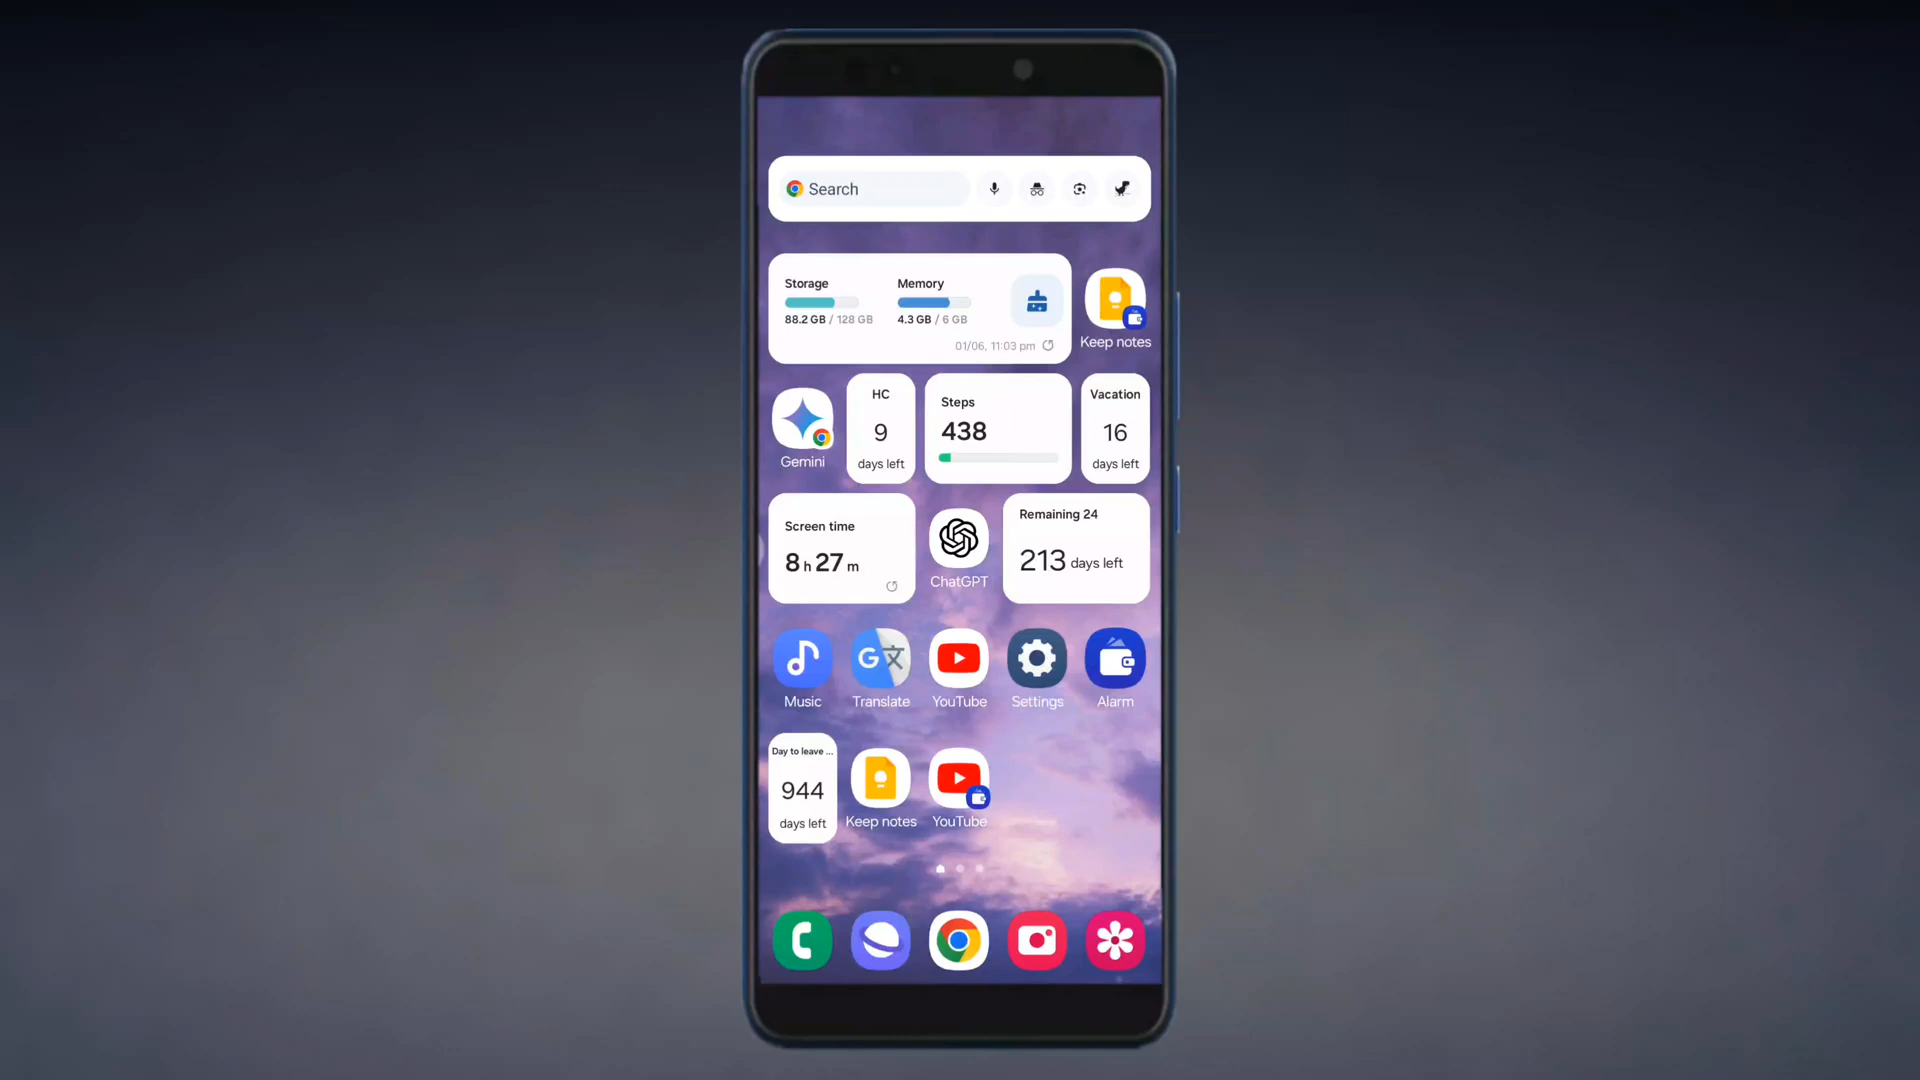 Search
Storage
Memory
88.2 GB / 128 GB
4.3 GB / 6 GB
01/06, 11:03 pm
Keep notes
HC
9
days left
Steps
438
Vacation
16
days left
Gemini
Screen time
8 h 27 m
ChatGPT
Remaining 24
213 days left
Music
Translate
YouTube
Settings
Alarm
Day to leave ...
944
days left
Keep notes
YouTube